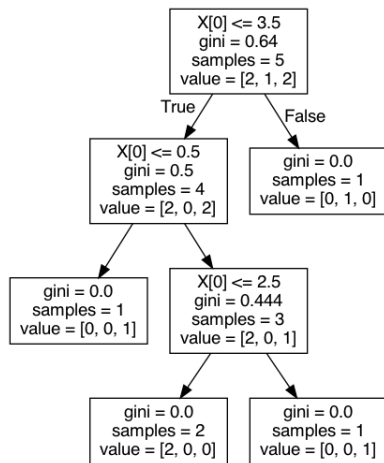 X[0] <= 3.5
gini = 0.64
samples = 5
value = [2, 1, 2]
True
False
X[0] <= 0.5
gini = 0.5
samples = 4
value = [2, 0, 2]
gini = 0.0
samples = 1
value = [0, 1, 0]
gini = 0.0
samples = 1
value = [0, 0, 1]
X[0] <= 2.5
gini = 0.444
samples = 3
value = [2, 0, 1]
gini = 0.0
samples = 2
value = [2, 0, 0]
gini = 0.0
samples = 1
value = [0, 0, 1]